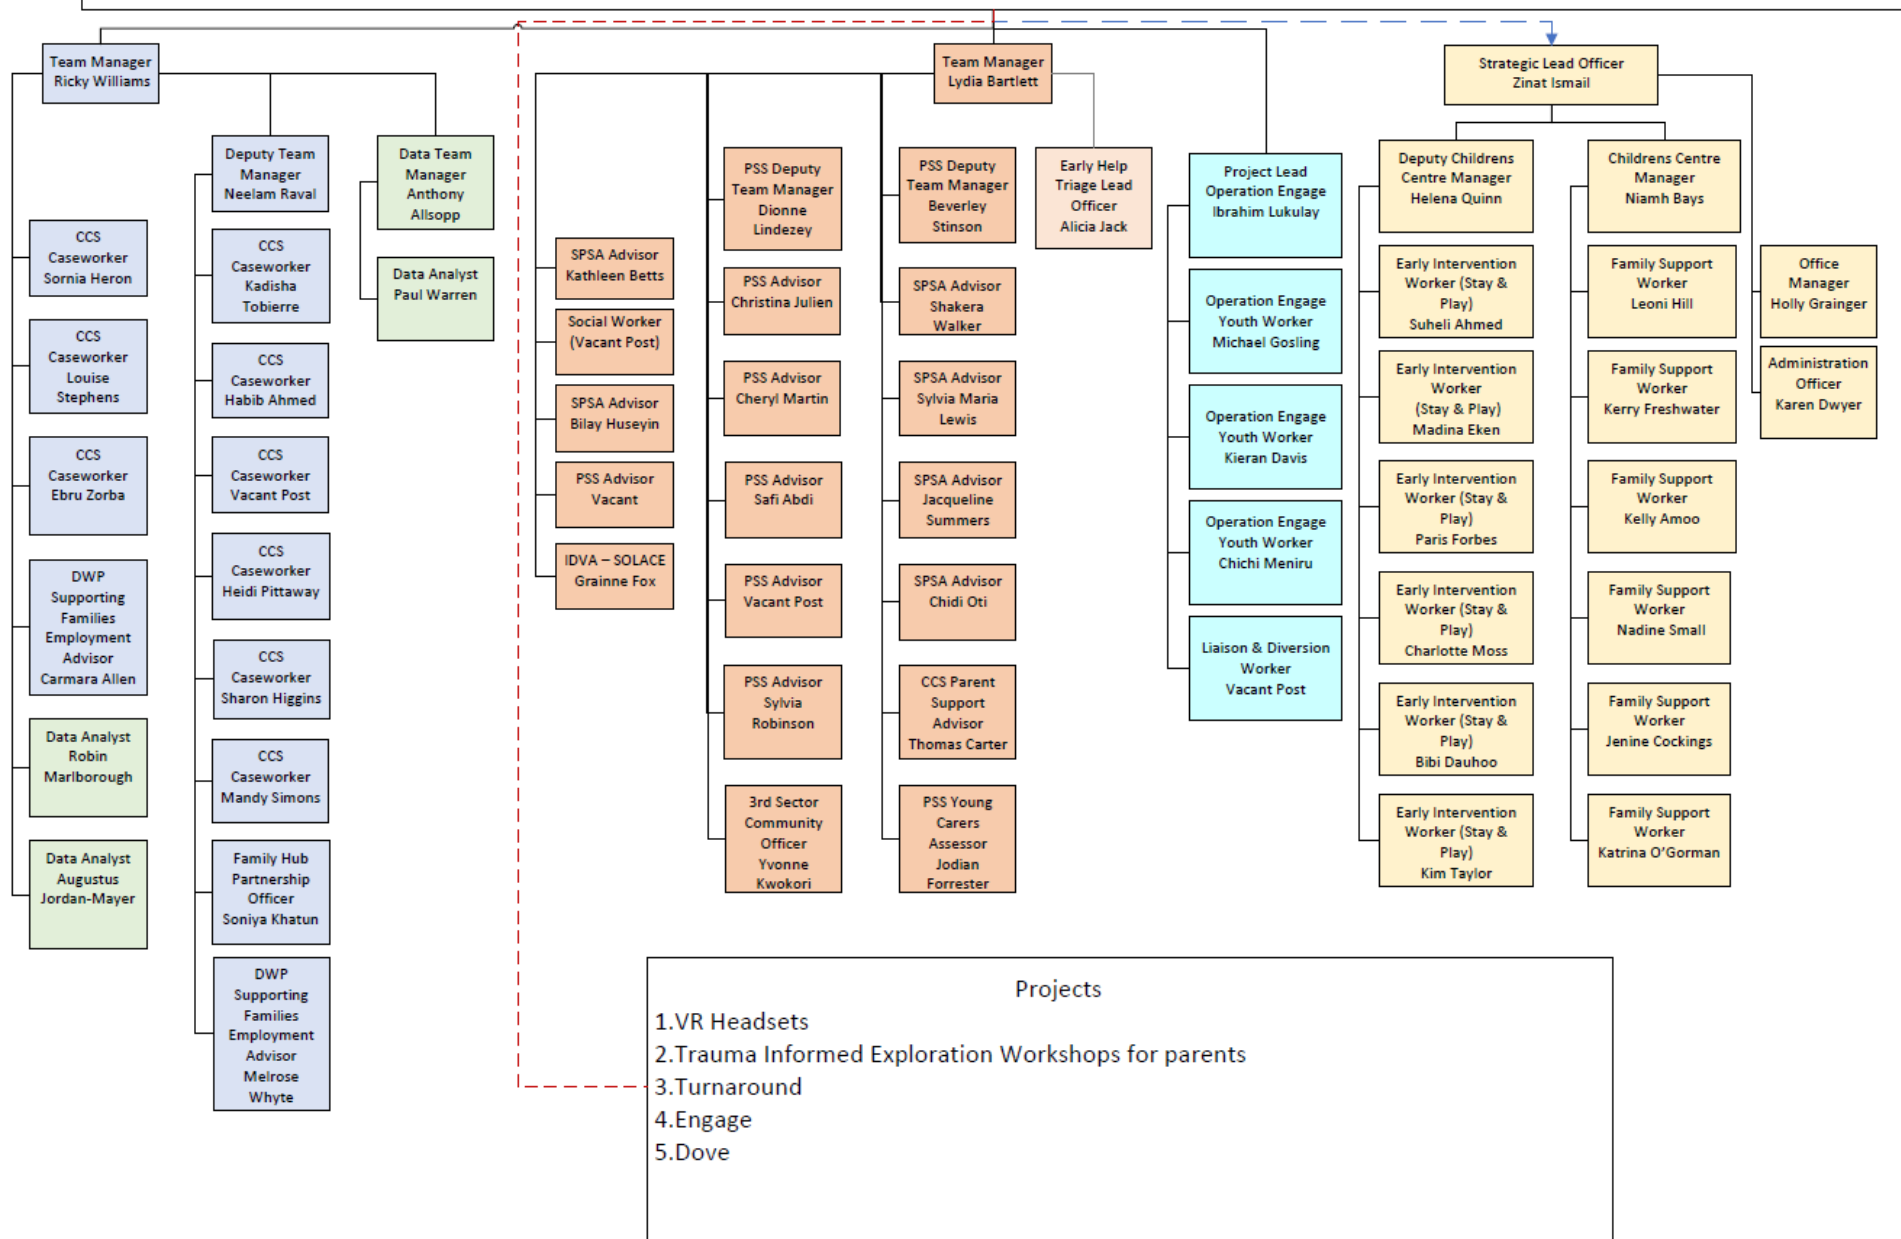 Team Manager
Ricky Williams
Team Manager
Lydia Bartlett
Strategic Lead Officer
Zinat Ismail
Deputy Team
Manager
Neelam Raval
Data Team
Manager
Anthony
Allsopp
Data Analyst
Paul Warren
CCS
Caseworker
Sornia Heron
CCS
Caseworker
Louise
Stephens
CCS
Caseworker
Ebru Zorba
DWP
Supporting
Families
Employment
Advisor
Carmara Allen
Data Analyst
Robin
Marlborough
Data Analyst
Augustus
Jordan-Mayer
CCS
Caseworker
Kadisha
Tobierre
CCS
Caseworker
Habib Ahmed
CCS
Caseworker
Vacant Post
CCS
Caseworker
Heidi Pittaway
CCS
Caseworker
Sharon Higgins
CCS
Caseworker
Mandy Simons
Family Hub
Partnership
Officer
Soniya Khatun
DWP
Supporting
Families
Employment
Advisor
Melrose
Whyte
SPSA Advisor
Kathleen Betts
Social Worker
(Vacant Post)
SPSA Advisor
Bilay Huseyin
PSS Advisor
Vacant
IDVA – SOLACE
Grainne Fox
PSS Deputy
Team Manager
Dionne
Lindezey
PSS Advisor
Christina Julien
PSS Advisor
Cheryl Martin
PSS Advisor
Safi Abdi
PSS Advisor
Vacant Post
PSS Advisor
Sylvia
Robinson
3rd Sector
Community
Officer
Yvonne
Kwokori
PSS Deputy
Team Manager
Beverley
Stinson
SPSA Advisor
Shakera
Walker
SPSA Advisor
Sylvia Maria
Lewis
SPSA Advisor
Jacqueline
Summers
SPSA Advisor
Chidi Oti
CCS Parent
Support
Advisor
Thomas Carter
PSS Young
Carers
Assessor
Jodian
Forrester
Early Help
Triage Lead
Officer
Alicia Jack
Project Lead
Operation Engage
Ibrahim Lukulay
Operation Engage
Youth Worker
Michael Gosling
Operation Engage
Youth Worker
Kieran Davis
Operation Engage
Youth Worker
Chichi Meniru
Liaison & Diversion
Worker
Vacant Post
Deputy Childrens
Centre Manager
Helena Quinn
Early Intervention
Worker (Stay &
Play)
Suheli Ahmed
Early Intervention
Worker
(Stay & Play)
Madina Eken
Early Intervention
Worker (Stay &
Play)
Paris Forbes
Early Intervention
Worker (Stay &
Play)
Charlotte Moss
Early Intervention
Worker (Stay &
Play)
Bibi Dauhoo
Early Intervention
Worker (Stay &
Play)
Kim Taylor
Childrens Centre
Manager
Niamh Bays
Family Support
Worker
Leoni Hill
Family Support
Worker
Kerry Freshwater
Family Support
Worker
Kelly Amoo
Family Support
Worker
Nadine Small
Family Support
Worker
Jenine Cockings
Family Support
Worker
Katrina O’Gorman
Office
Manager
Holly Grainger
Administration
Officer
Karen Dwyer
Projects
1.VR Headsets
2.Trauma Informed Exploration Workshops for parents
3.Turnaround
4.Engage
5.Dove